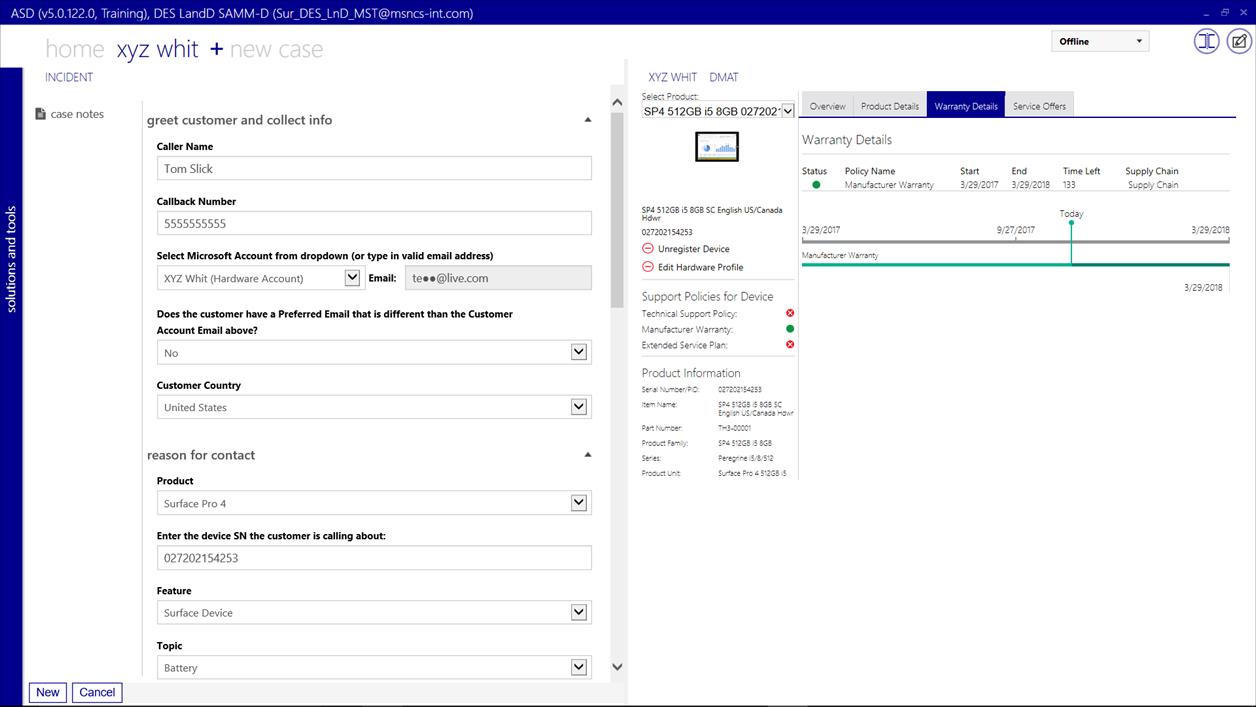 ASD (v5.0.122.0, Training), DES LandD SAMM-D (Sur_DES_LnD_MST@msncs-int.com)
home xyz whit + new case
Offline
INCIDENT
solutions and tools
case notes
greet customer and collect info
Caller Name
Tom Slick
Callback Number
5555555555
Select Microsoft Account from dropdown (or type in valid email address)
XYZ Whit (Hardware Account) Email: te●●@live.com
Does the customer have a Preferred Email that is different than the Customer
Account Email above?
No
Customer Country
United States
reason for contact
Product
Surface Pro 4
Enter the device SN the customer is calling about:
027202154253
Feature
Surface Device
Topic
Battery
New Cancel
XYZ WHIT DMAT
Select Product:
SP4 512GB i5 8GB 027202
SP4 512GB i5 8GB SC English US/Canada
Hdwr
027202154253
Unregister Device
Edit Hardware Profile
Support Policies for Device
Technical Support Policy:
Manufacturer Warranty:
Extended Service Plan:
Product Information
Serial Number/PID: 027202154253
Item Name: SP4 512GB i5 8GB SC
English US/Canada Hdwr
Part Number: TH3-00001
Product Family: SP4 512GB i5 8GB
Series: Peregrine i5/8/512
Product Unit: Surface Pro 4 512GB i5
Overview Product Details Warranty Details Service Offers
Warranty Details
Status Policy Name Start End Time Left Supply Chain
Manufacturer Warranty 3/29/2017 3/29/2018 133 Supply Chain
Today
3/29/2017 9/27/2017 3/29/2018
Manufacturer Warranty
3/29/2018